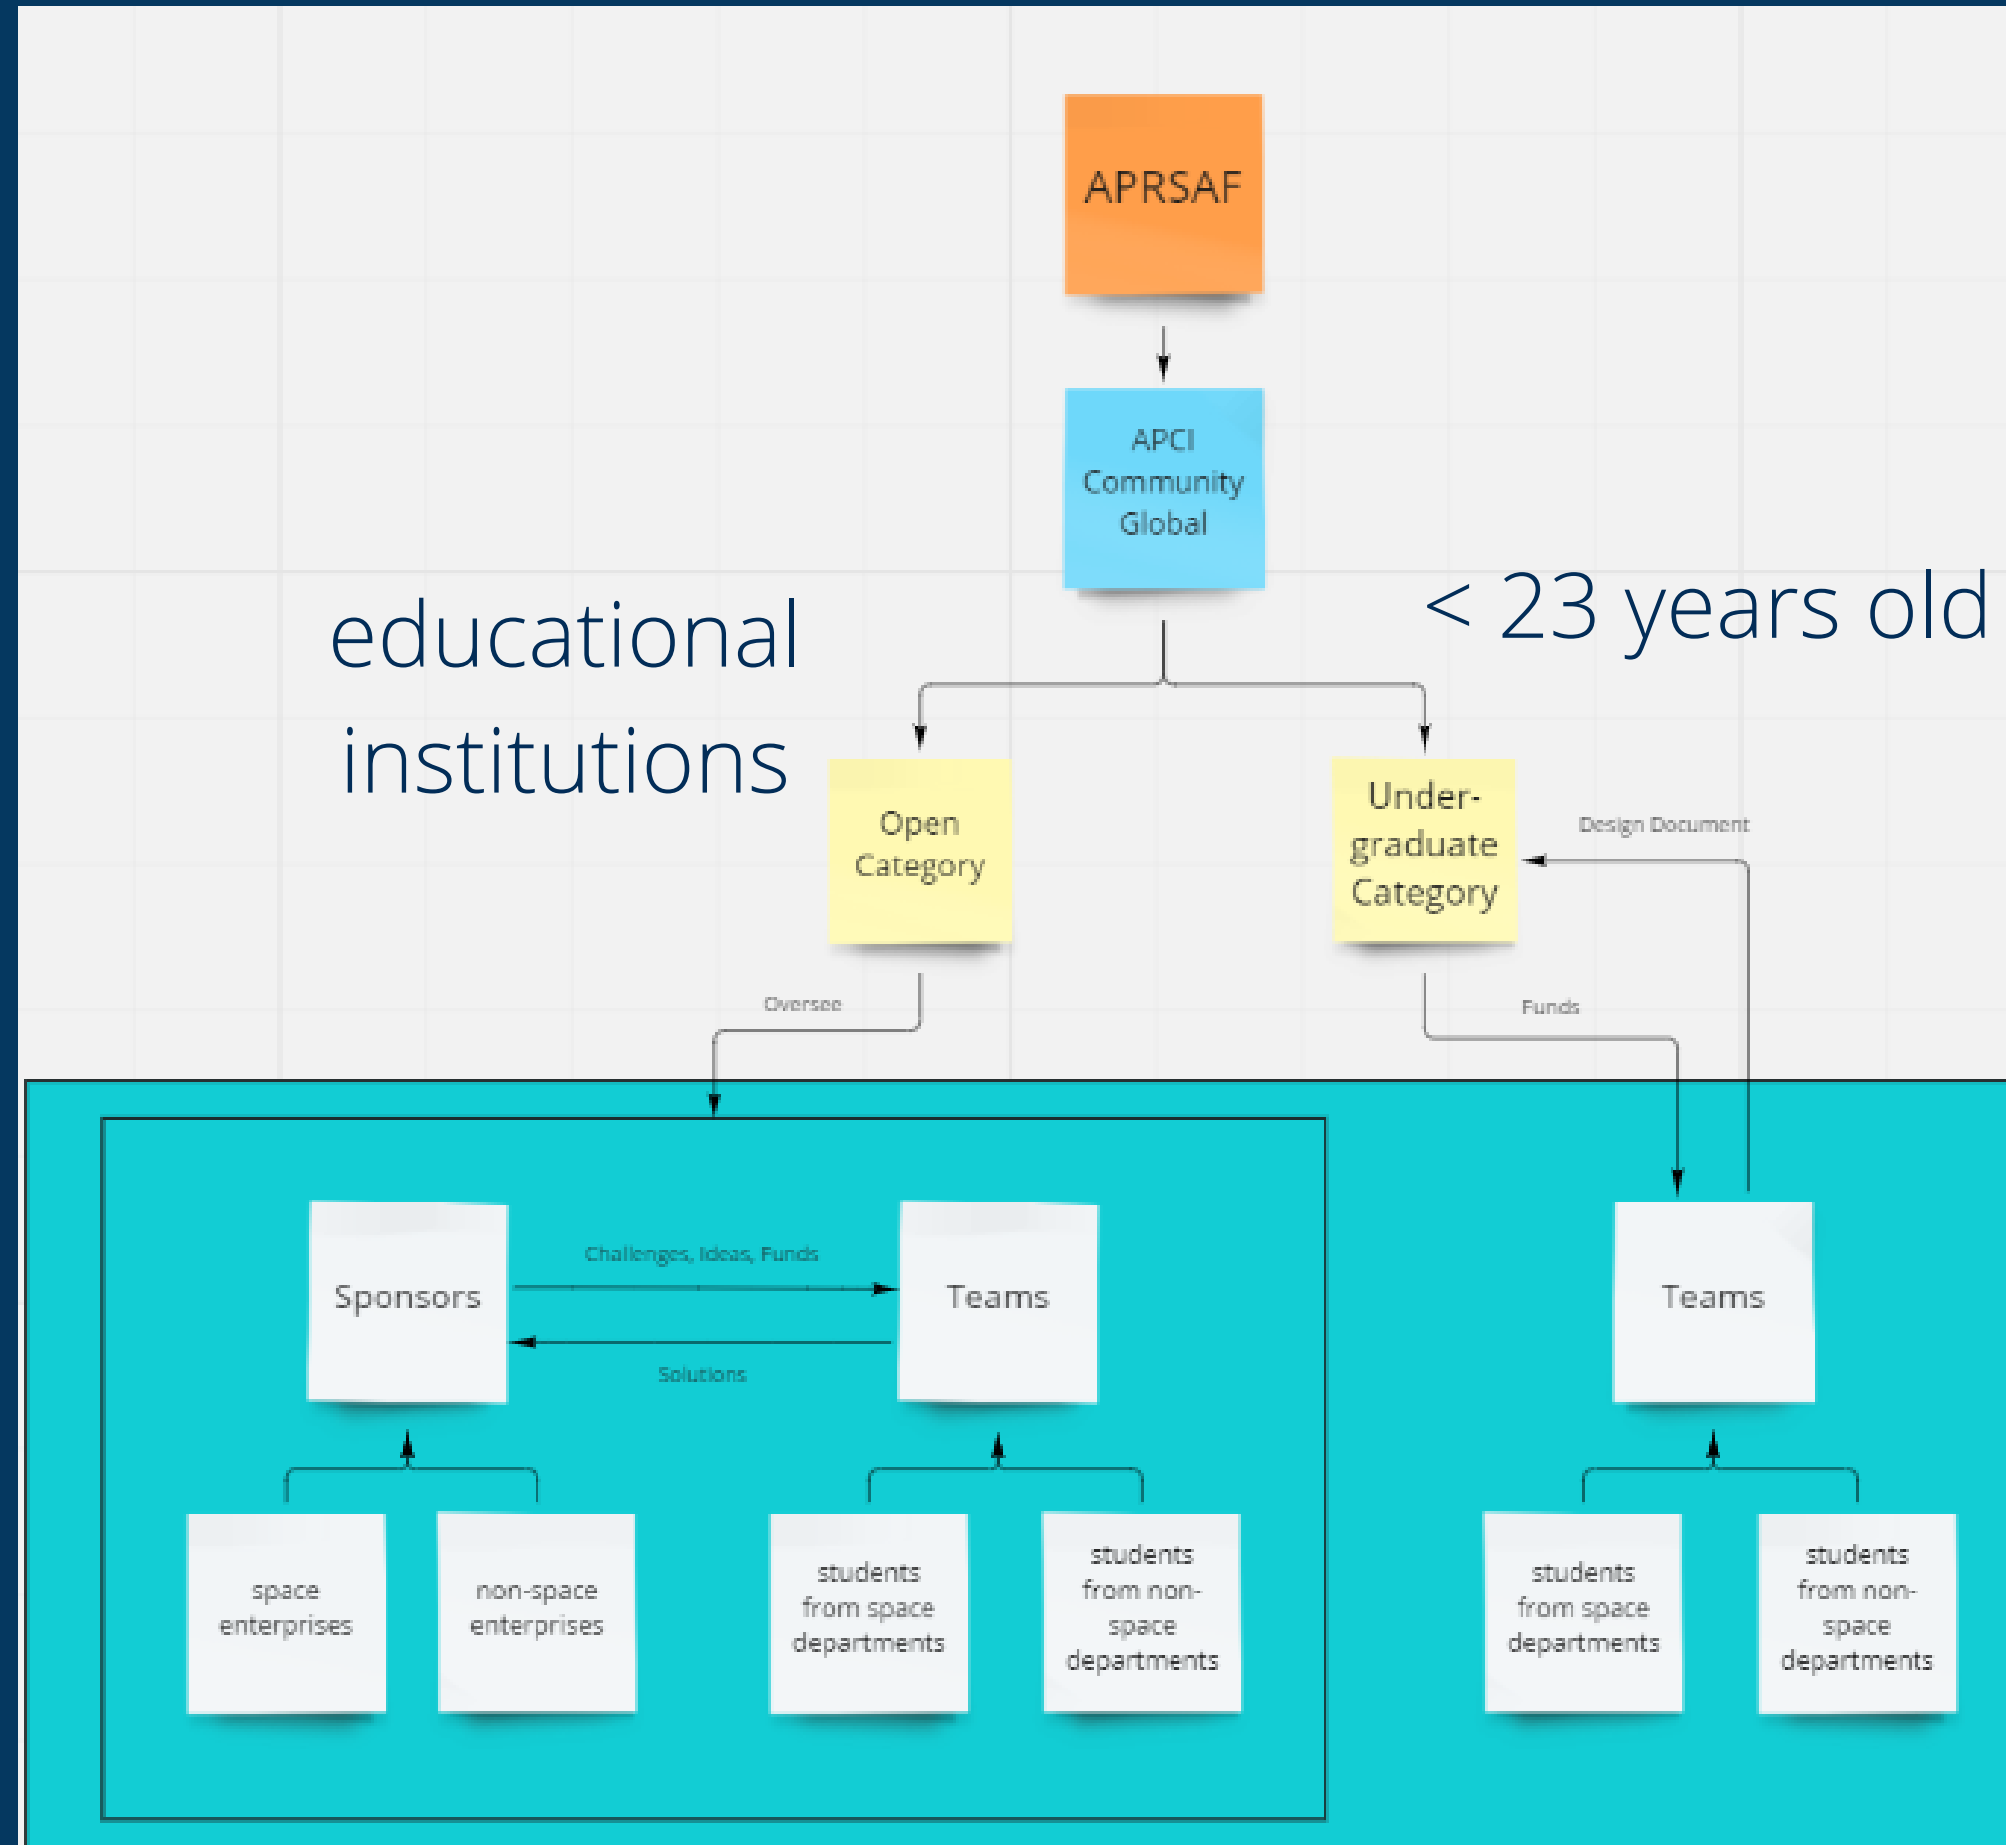 APRSAF
APCI
Community
Global
educational
institutions
< 23 years old
Open
Category
Under-
graduate
Category
Design Document
Oversee
Funds
Sponsors
Challenges, Ideas, Funds
Solutions
Teams
Teams
space
enterprises
non-space
enterprises
students
from space
departments
students
from non-
space
departments
students
from space
departments
students
from non-
space
departments